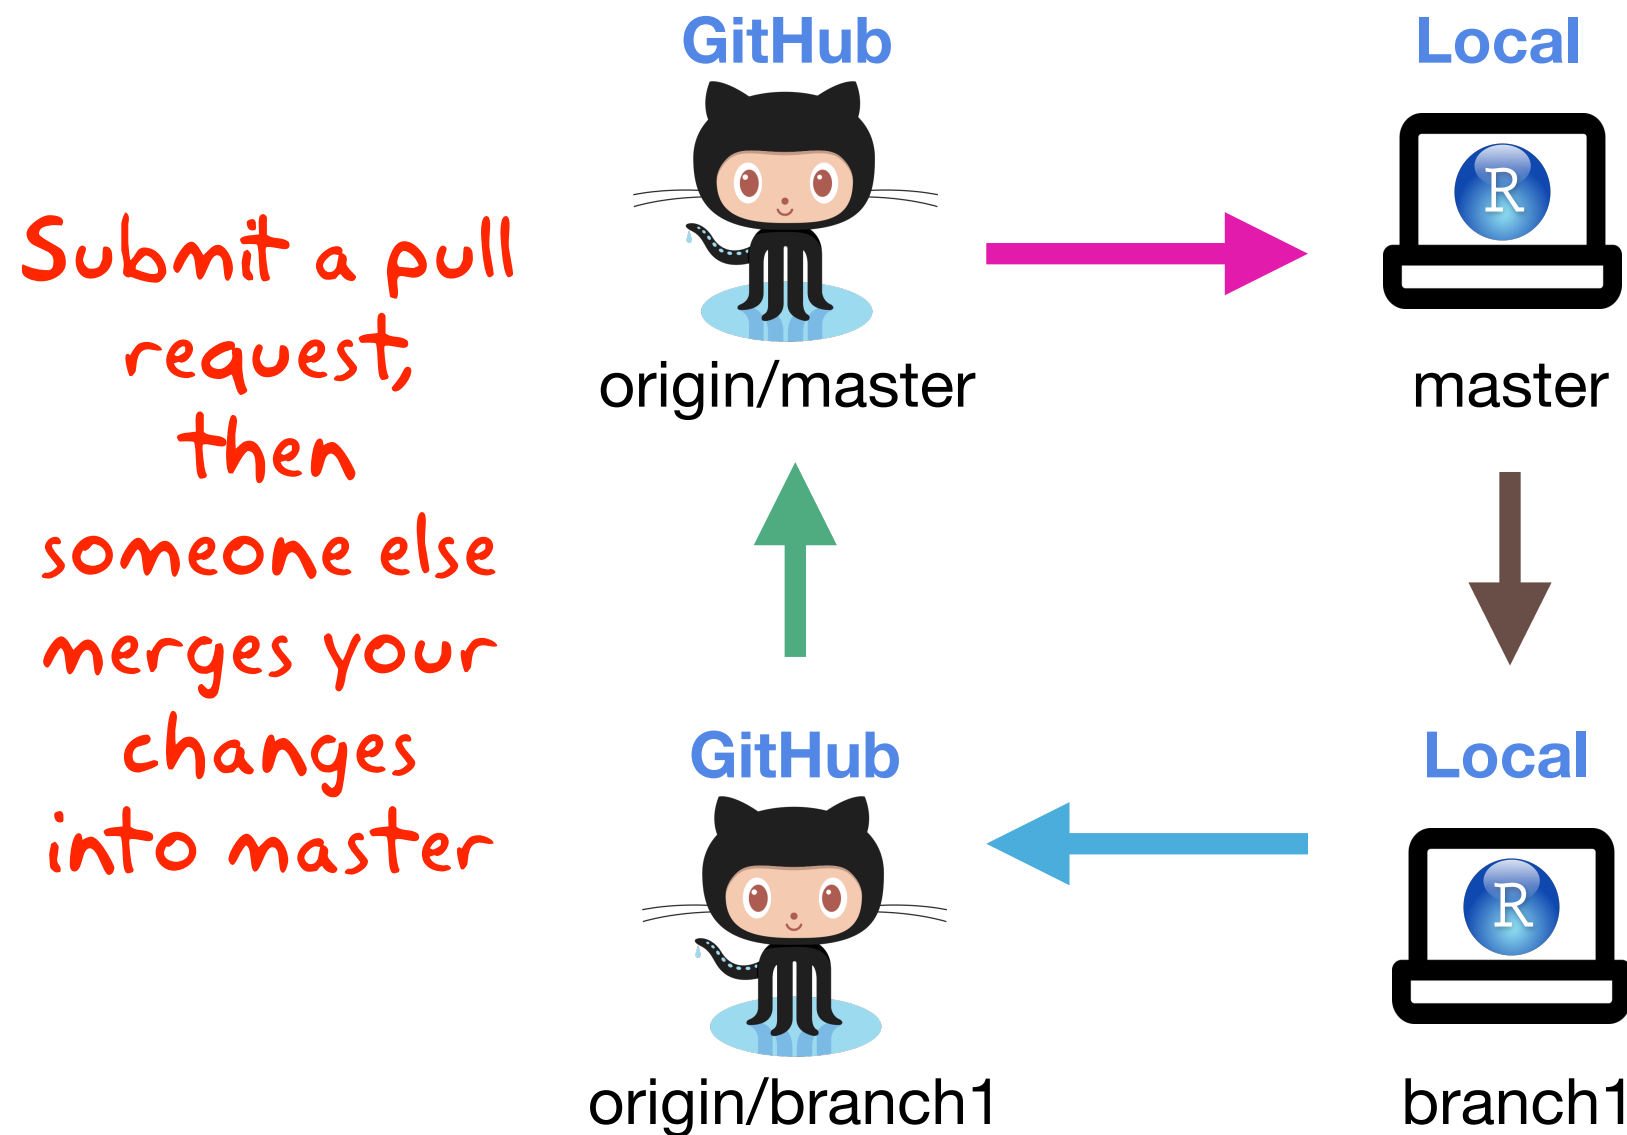 Submit a pull
request,
then
someone else
merges your
changes
into master
GitHub
Local
R
origin/master
master
GitHub
Local
R
origin/branch1
branch1